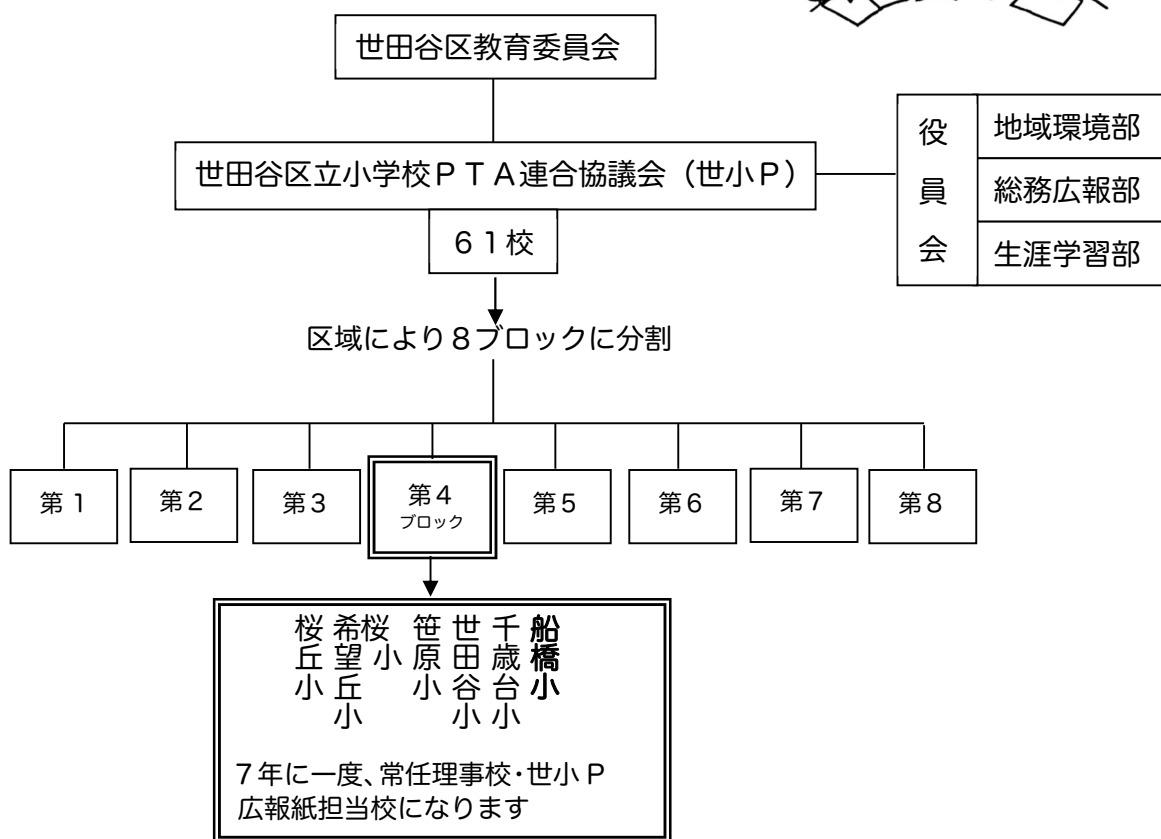 世田谷区教育委員会
世田谷区立小学校PTA連合協議会（世小P）
役員会
地域環境部
総務広報部
生涯学習部
61校
区域により8ブロックに分割
第1
第2
第3
第4
ブロック
第5
第6
第7
第8
船橋小
千歳台小
世田谷小
笹原小
桜小
希望丘小
桜丘小
7年に一度、常任理事校・世小P
広報紙担当校になります